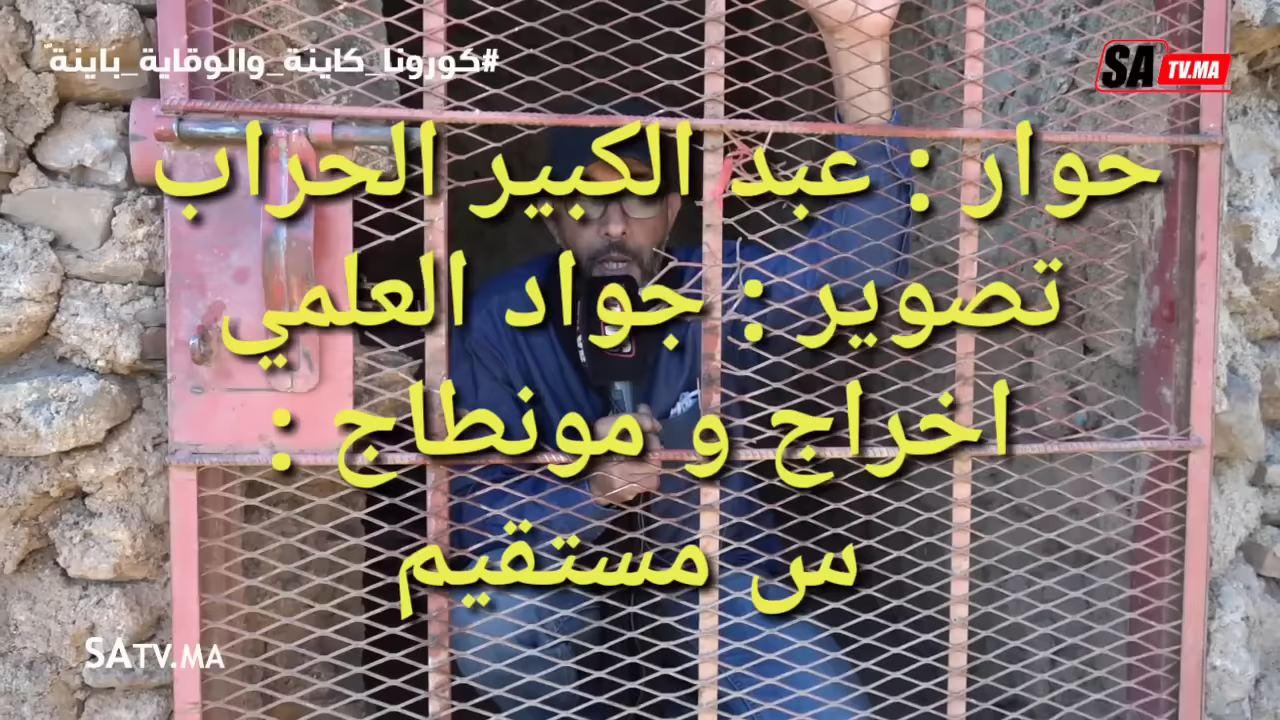 #كورونا_كاينة_والوقاية_باينة
SA TV.MA
حوار : عبد الكبير الحراب
تصوير : جواد العلمي
اخراج و مونطاج :
س مستقيم
SATV.MA